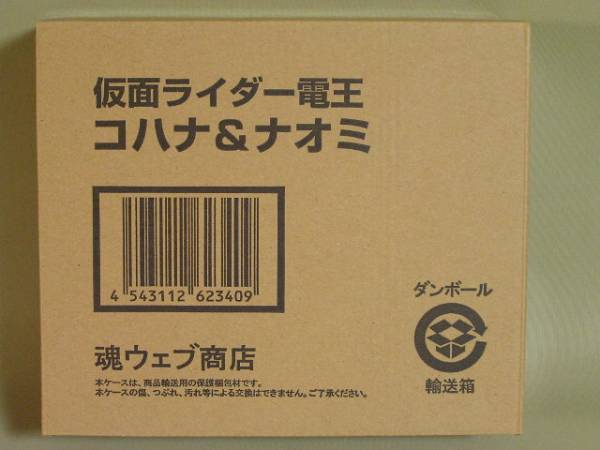 仮面ライダー電王
コハナ&ナオミ
4 543112 623409
ダンボール
輸送箱
魂ウェブ商店
本ケースは、商品輸送用の保護梱包材です。
本ケースの傷、つぶれ、汚れ等による交換はできません。ご了承ください。